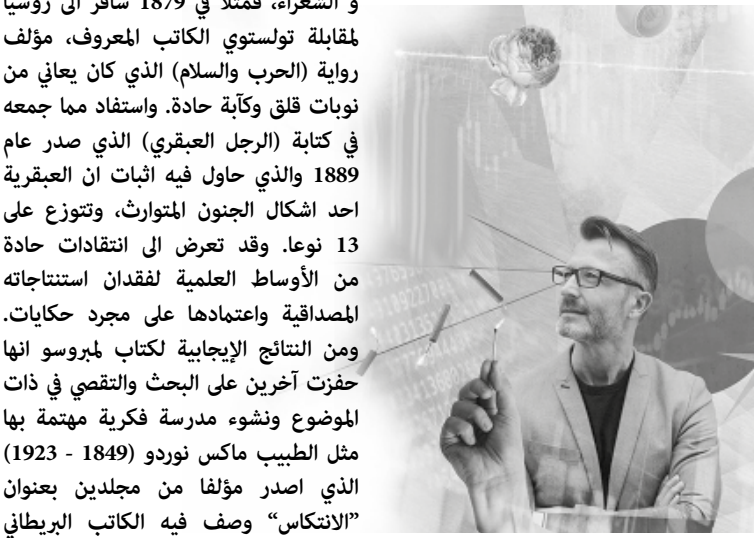 و الشعراء، فمثلا في 1879 سافر الى روسيا
لمقابلة تولستوي الكاتب المعروف، مؤلف
رواية (الحرب والسلام) الذي كان يعاني من
نوبات قلق وكآبة حادة. واستفاد مما جمعه
في كتابة (الرجل العبقري) الذي صدر عام
1889 والذي حاول فيه اثبات ان العبقرية
احد اشكال الجنون المتوارث، وتتوزع على
13 نوعا. وقد تعرض الى انتقادات حادة
من الأوساط العلمية لفقدان استنتاجاته
المصداقية واعتمادها على مجرد حكايات.
ومن النتائج الإيجابية لكتاب لمبروسو انها
حفزت آخرين على البحث والتقصي في ذات
الموضوع ونشوء مدرسة فكرية مهتمة بها
مثل الطبيب ماكس نوردو (1849 - 1923)
الذي اصدر مؤلفا من مجلدين بعنوان
”الانتكاس“ وصف فيه الكاتب البريطاني